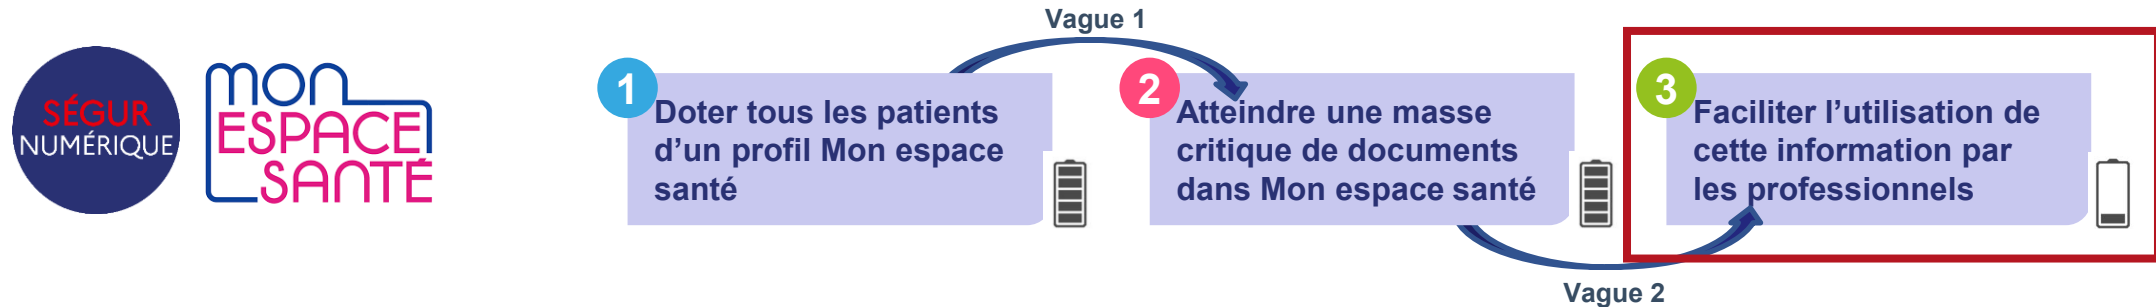 SÉGUR
NUMÉRIQUE
mon
ESPACE
SANTÉ
Vague 1
1
Doter tous les patients
d’un profil Mon espace
santé
2
Atteindre une masse
critique de documents
dans Mon espace santé
3
Faciliter l’utilisation de
cette information par
les professionnels
Vague 2